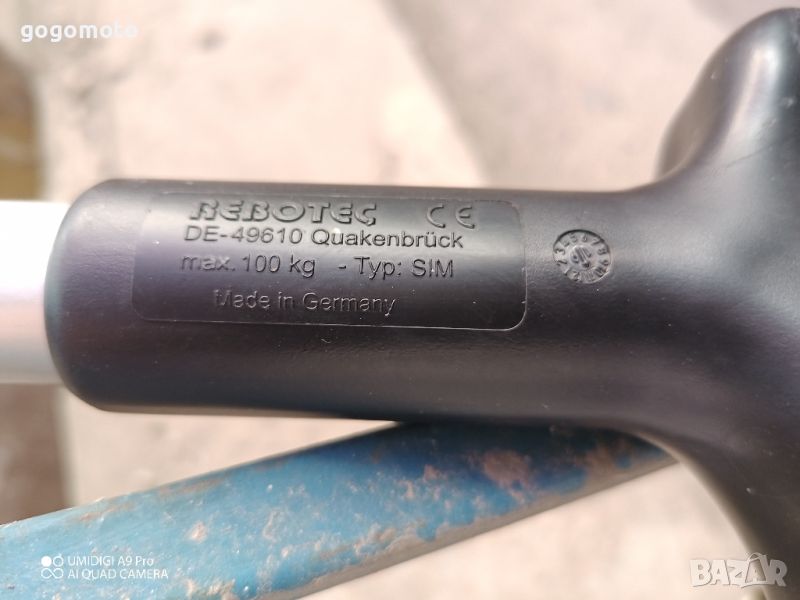 gogomoto
REBOTEC CE
DE-49610 Quakenbrück
max. 100 kg - Typ: SIM
Made in Germany
UMIDIGI A9 Pro
AI QUAD CAMERA
BAZAR